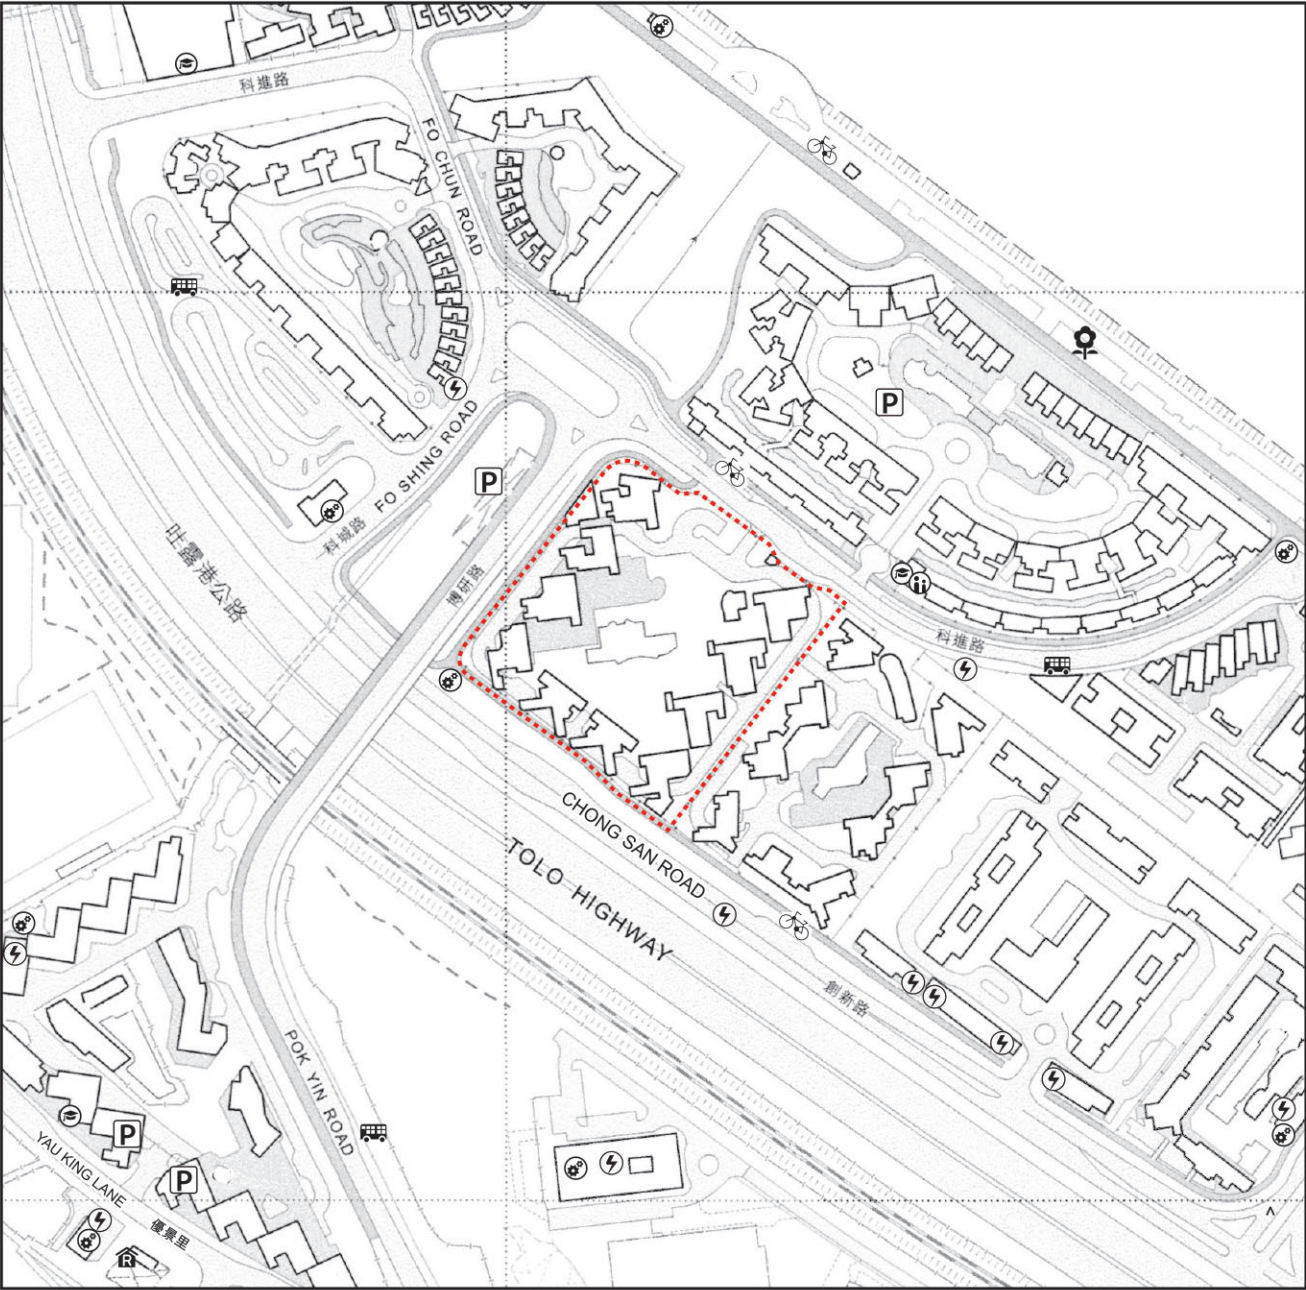 科進路
FO CHUN ROAD
P
FO SHING ROAD
P
科城路
吐露港公路
博研路
科進路
CHONG SAN ROAD
TOLO HIGHWAY
創新路
POK YIN ROAD
P
YAU KING LANE
P
優景里
R